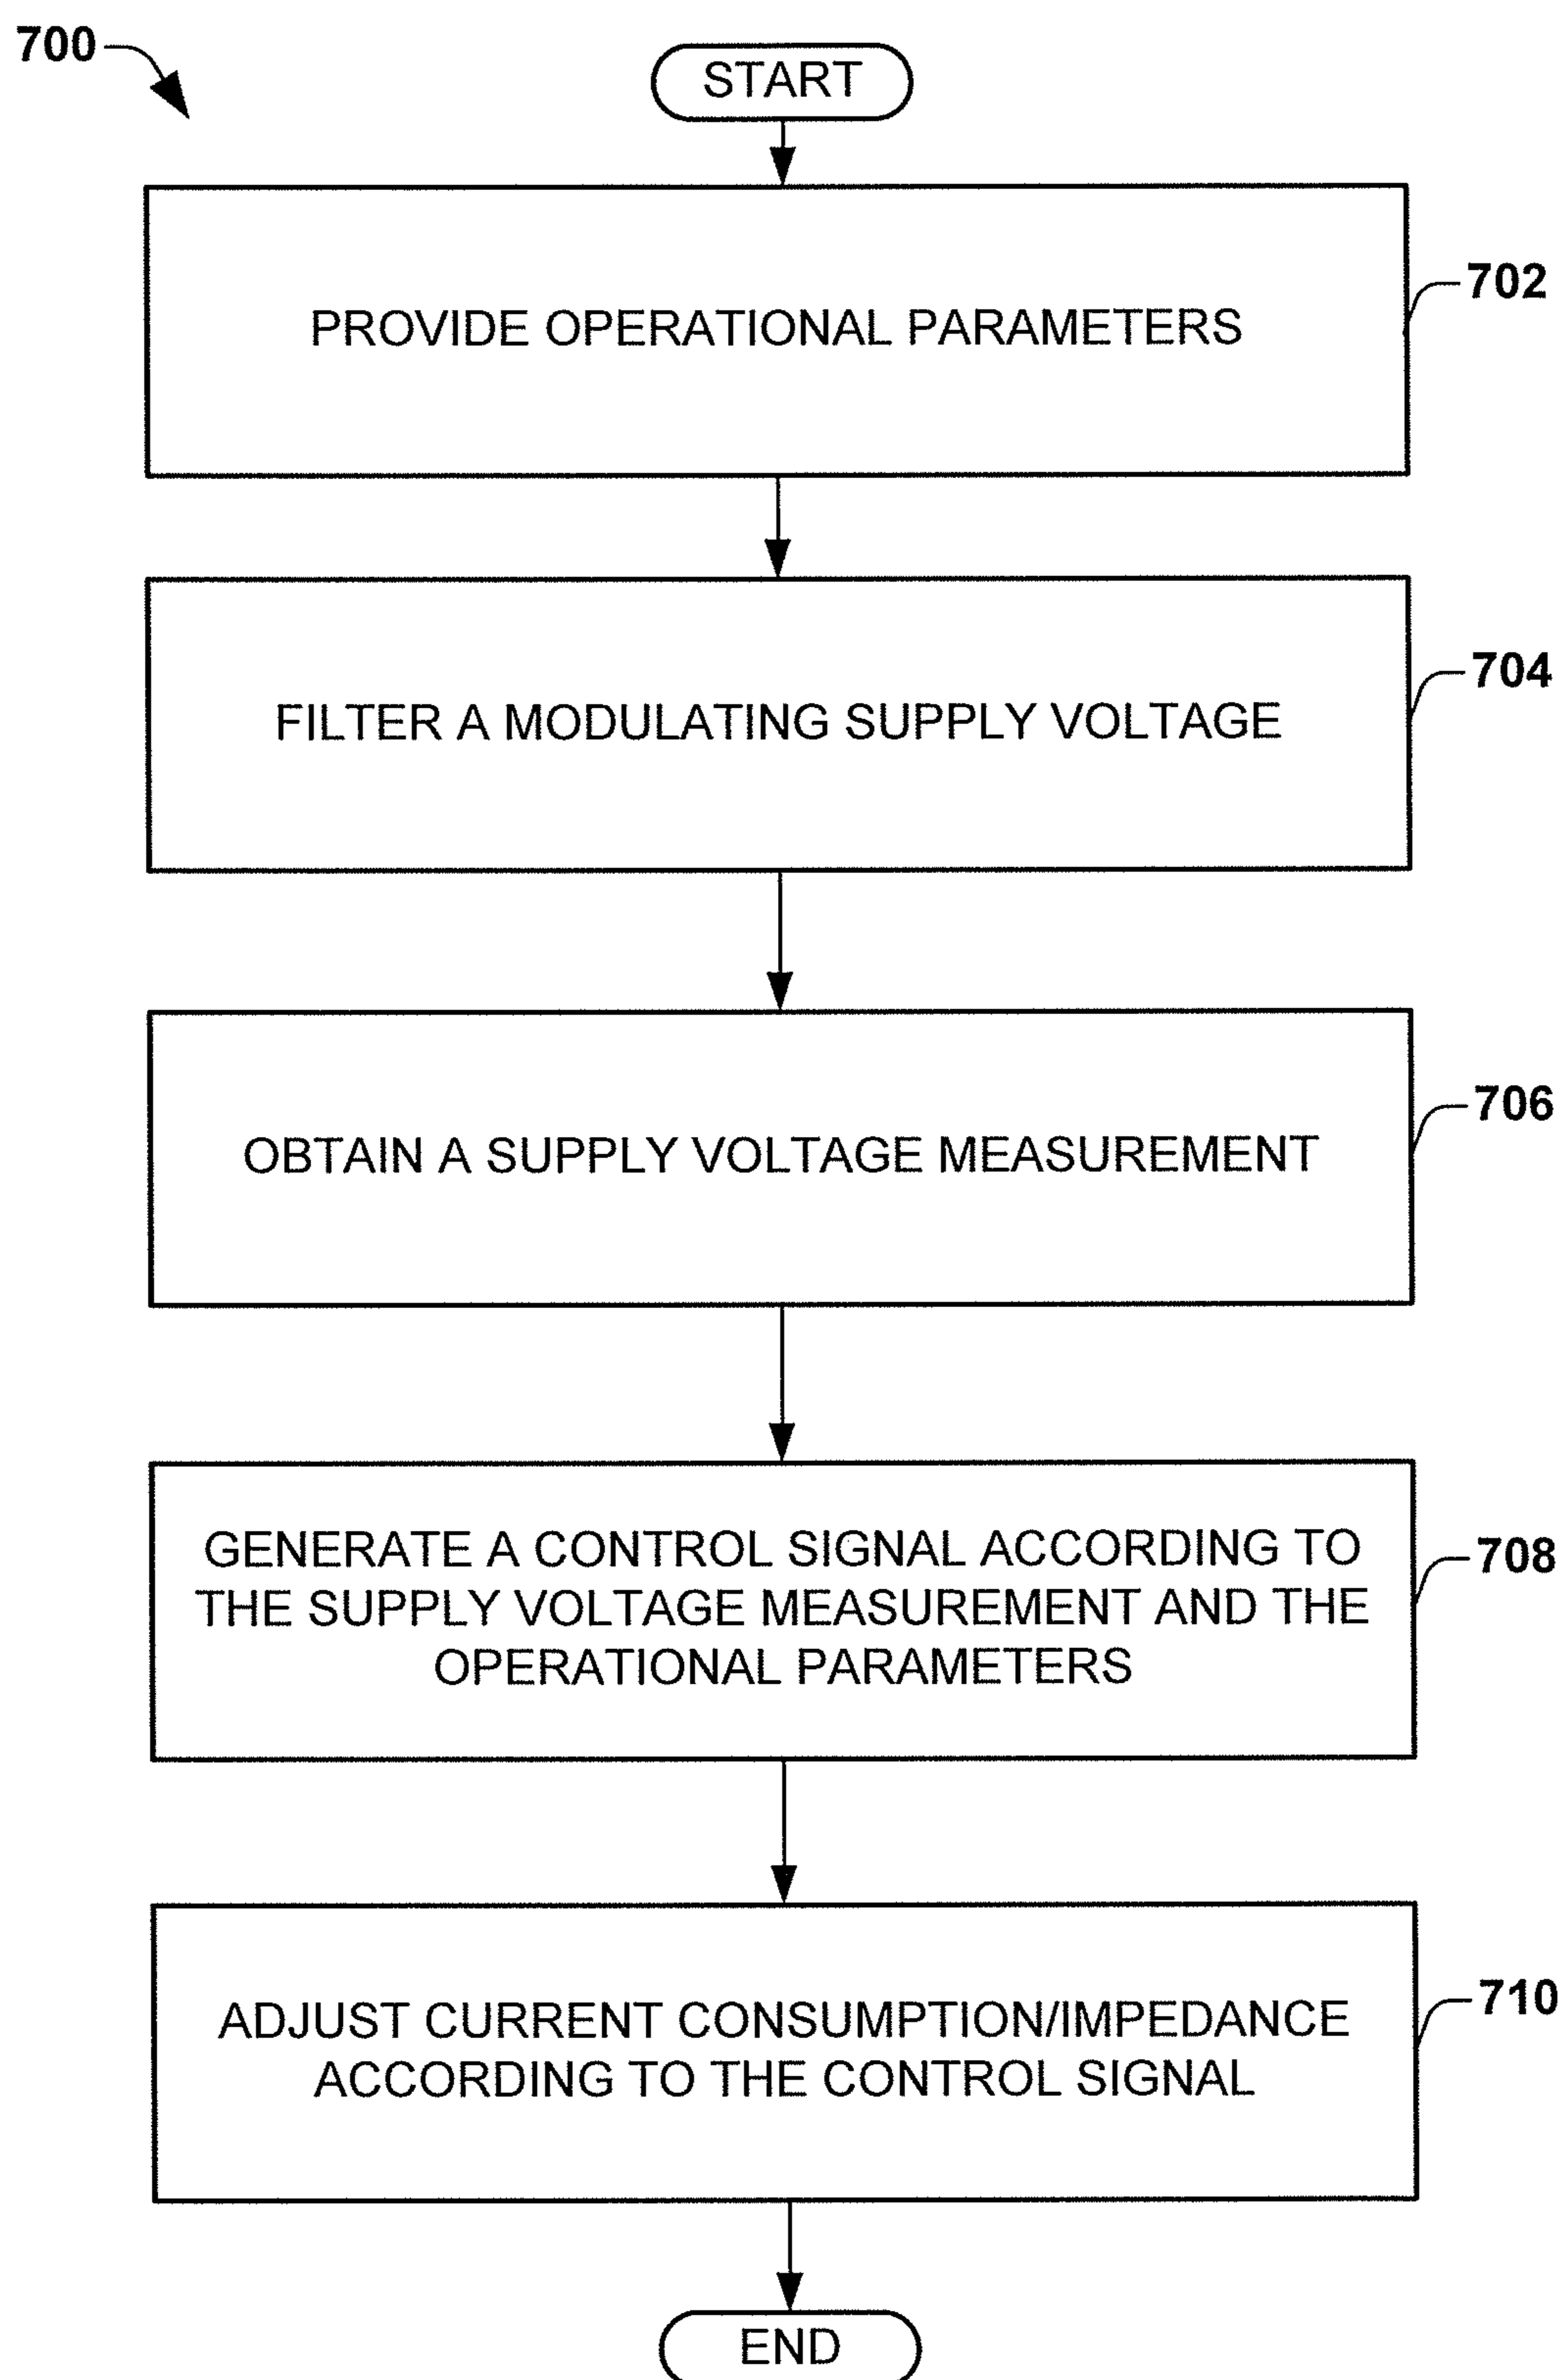 700
START
PROVIDE OPERATIONAL PARAMETERS
702
FILTER A MODULATING SUPPLY VOLTAGE
704
OBTAIN A SUPPLY VOLTAGE MEASUREMENT
706
GENERATE A CONTROL SIGNAL ACCORDING TO
THE SUPPLY VOLTAGE MEASUREMENT AND THE
OPERATIONAL PARAMETERS
708
ADJUST CURRENT CONSUMPTION/IMPEDANCE
ACCORDING TO THE CONTROL SIGNAL
710
END